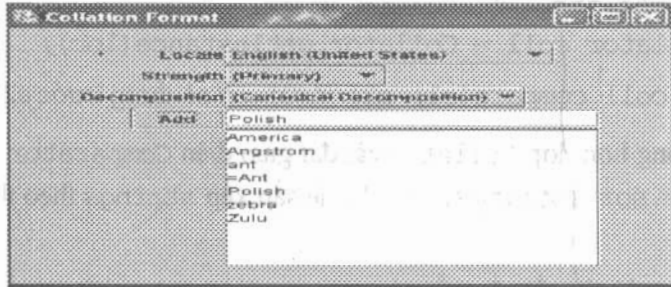 Collation Format
Locale English (United States)
Strength (Primary)
Decomposition (Canonical Decomposition)
Add Polish
America
Angstrom
ant
=Ant
Polish
zebra
Zulu